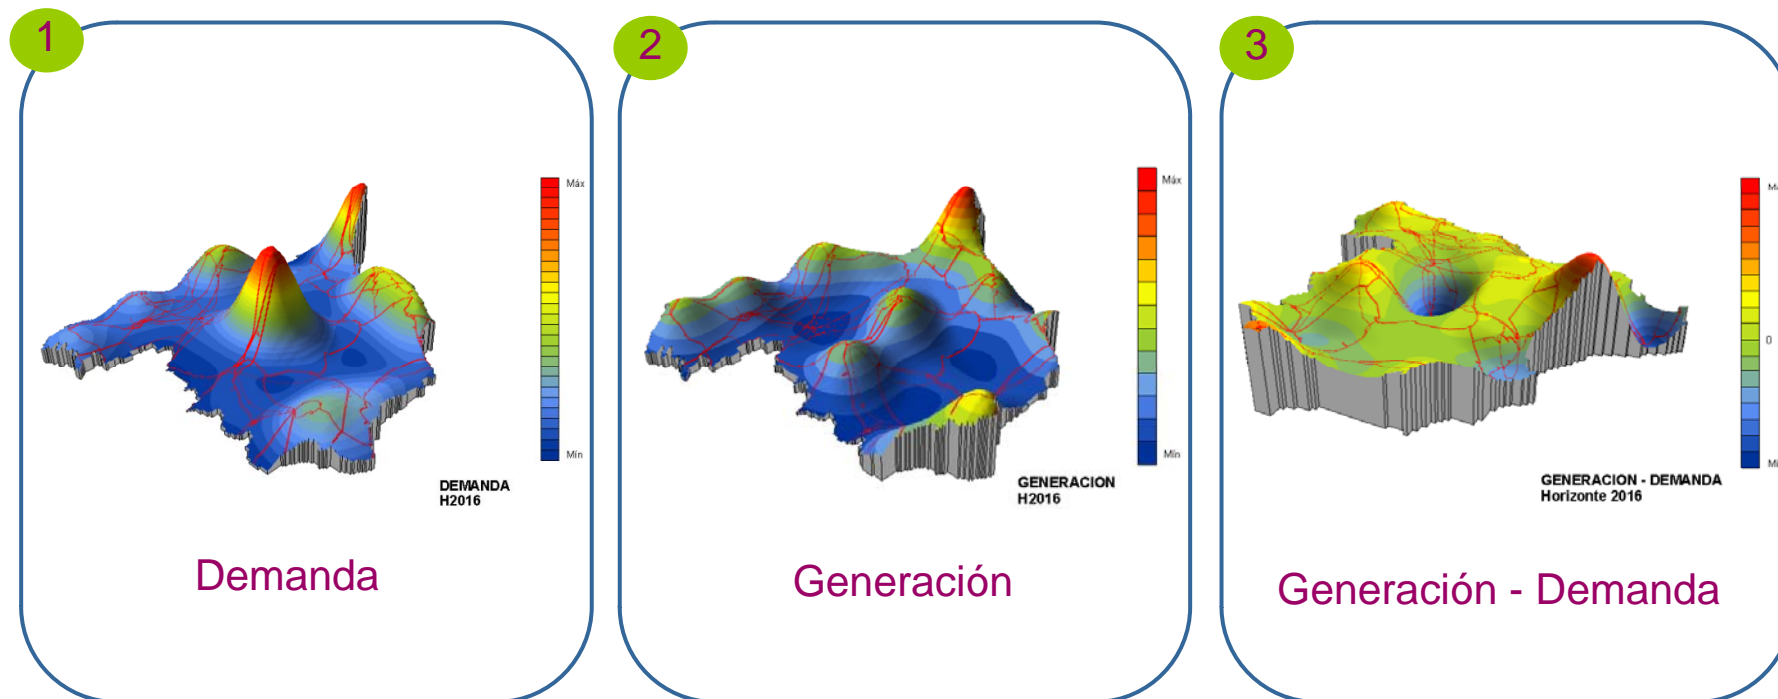 1
2
3
Máx
Mín
DEMANDA
H2016
Demanda
Máx
Mín
GENERACION
H2016
Generación
0
GENERACION - DEMANDA
Horizonte 2016
Generación - Demanda